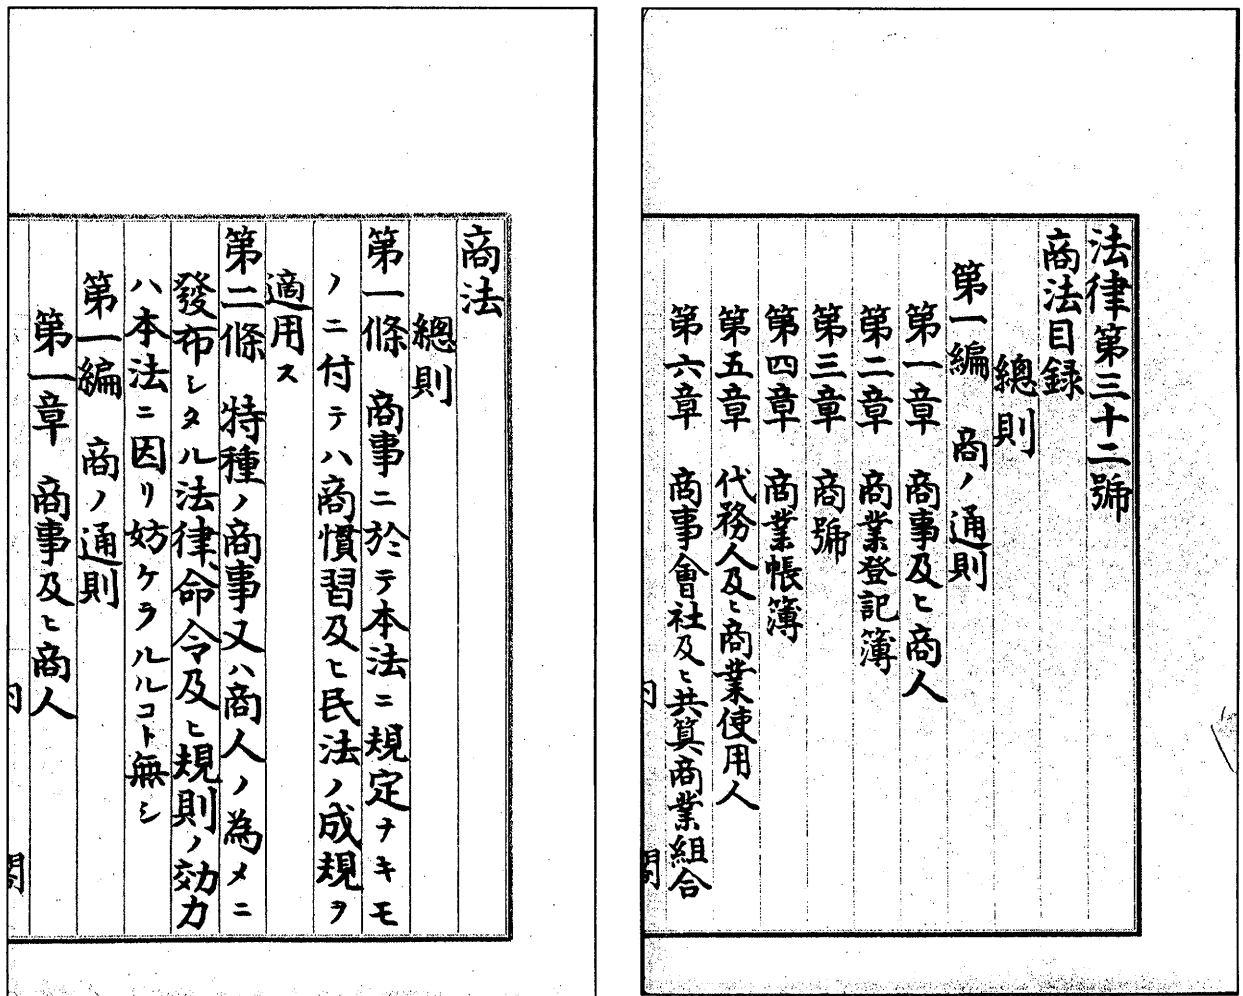 法律第三十二號
商法目録
總則
第一編 商ノ通則
第一章 商事及ヒ商人
第二章 商業登記簿
第三章 商號
第四章 商業帳簿
第五章 代務人及ヒ商業使用人
第六章 商事會社及ヒ共算商業組合
商法
總則
第一條 商事ニ於テ本法ニ規定ナキモ
ノニ付テハ商慣習及ヒ民法ノ成規ヲ
適用ス
第二條 特種ノ商事又ハ商人ノ為メニ
發布シタル法律命令及ヒ規則ノ効力
ハ本法ニ因リ妨ケラルルコト無シ
第一編 商ノ通則
第一章 商事及ヒ商人